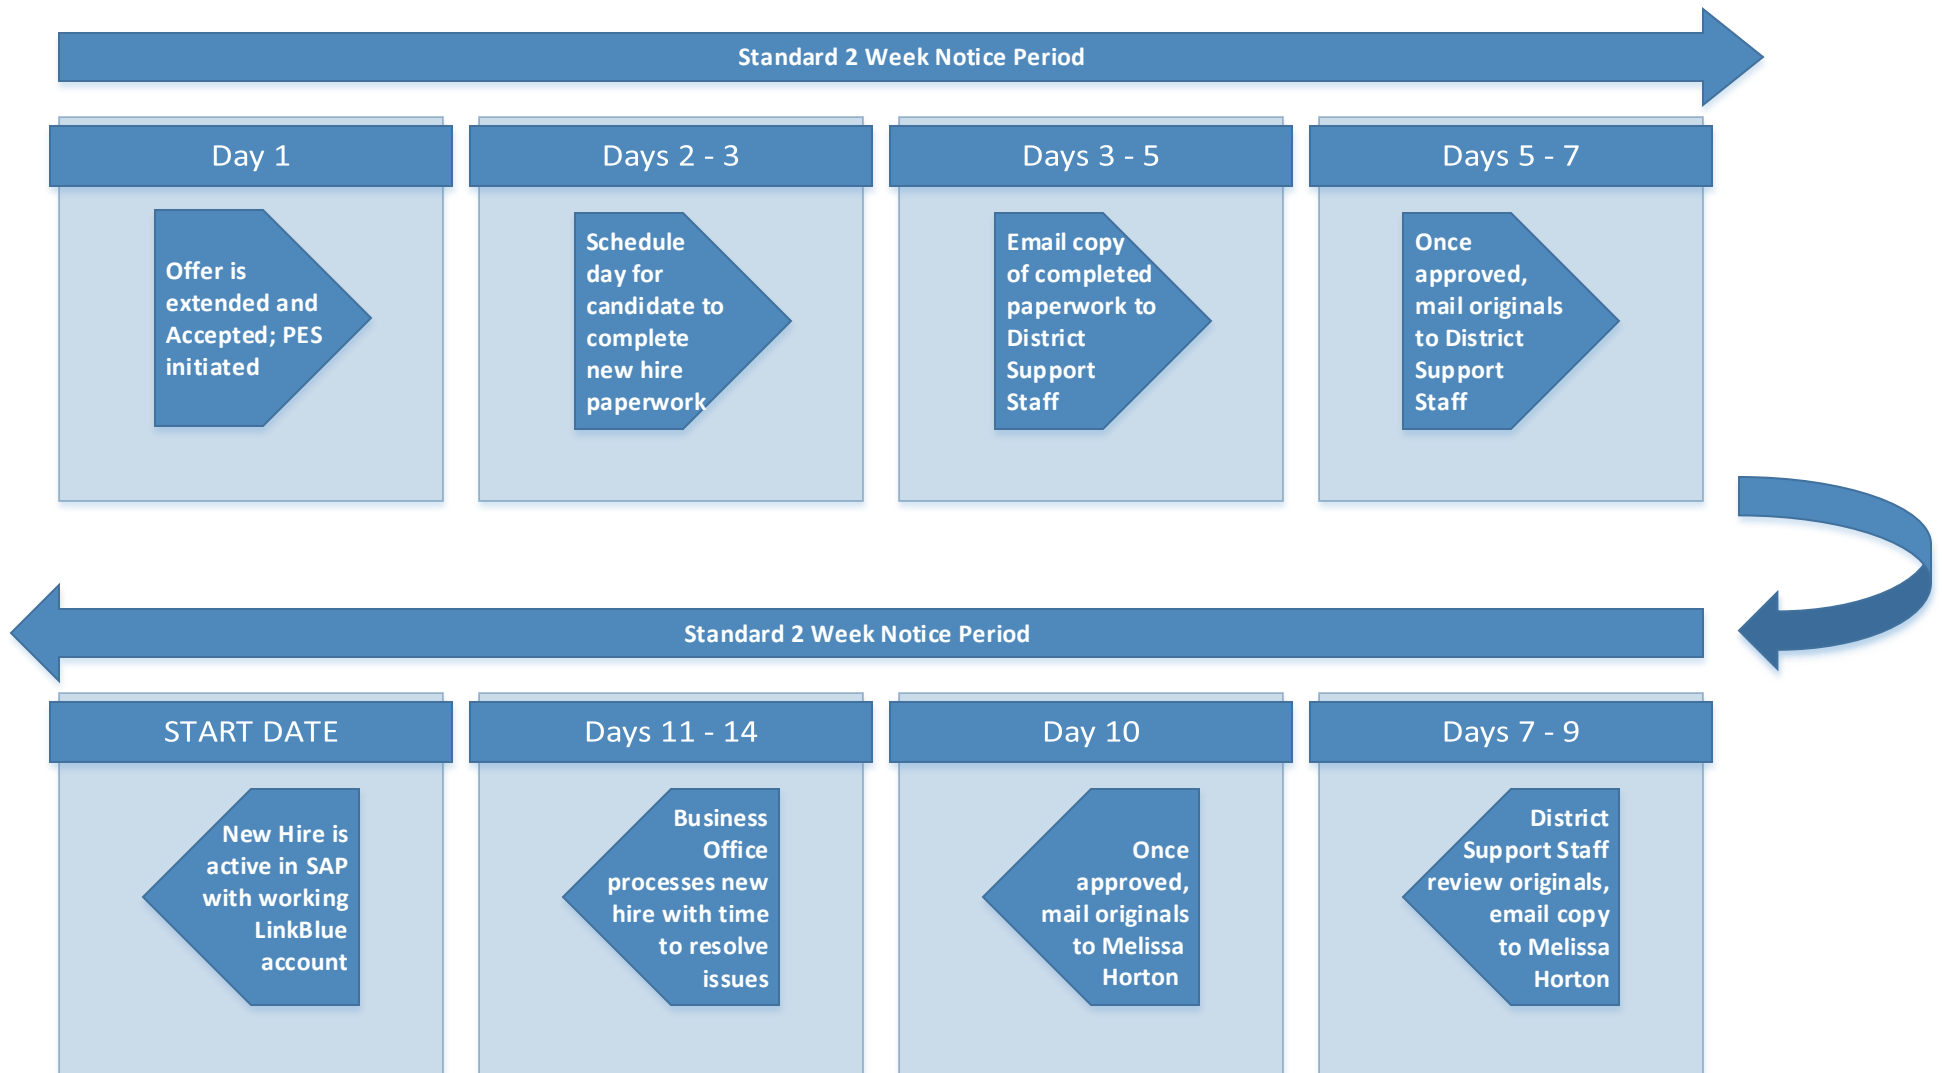 Standard 2 Week Notice Period
Day 1
Offer is
extended and
Accepted; PES
initiated
Days 2 - 3
Schedule
day for
candidate to
complete
new hire
paperwork
Days 3 - 5
Email copy
of completed
paperwork to
District
Support
Staff
Days 5 - 7
Once
approved,
mail originals
to District
Support
Staff
Standard 2 Week Notice Period
Days 7 - 9
District
Support Staff
review originals,
email copy
to Melissa
Horton
Day 10
Once
approved,
mail originals
to Melissa
Horton
Days 11 - 14
Business
Office
processes new
hire with time
to resolve
issues
START DATE
New Hire is
active in SAP
with working
LinkBlue
account